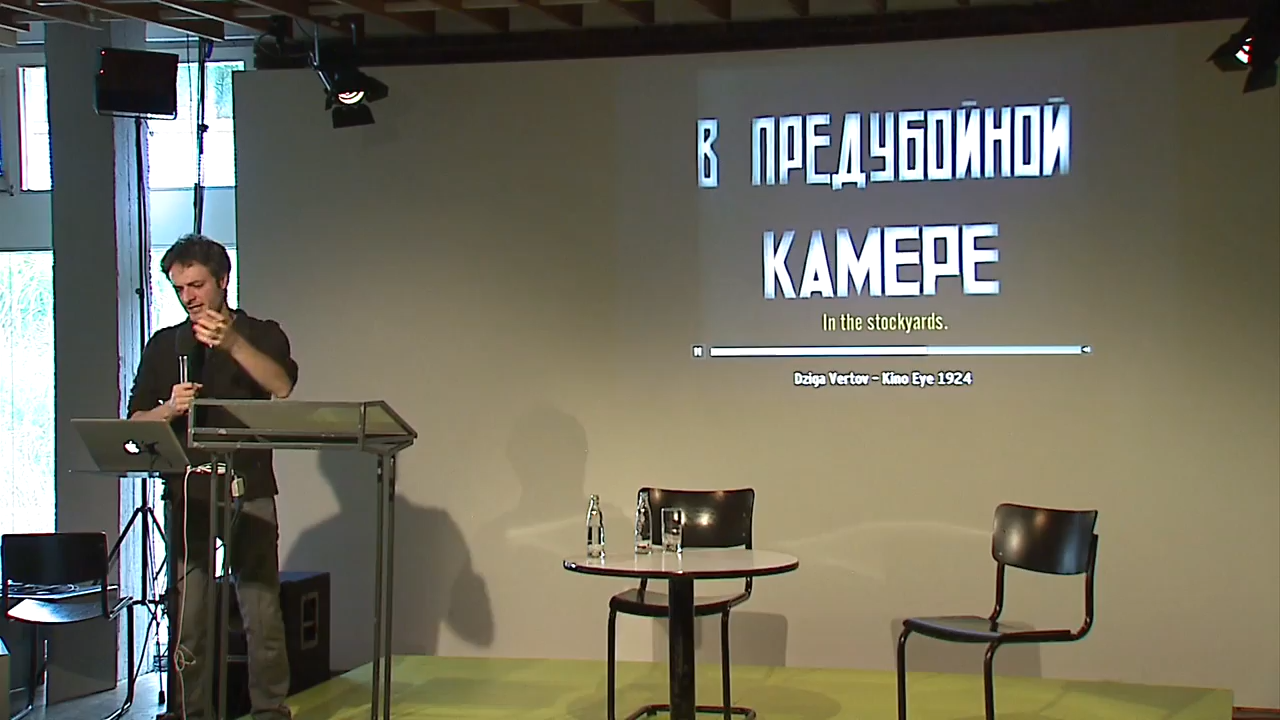 В ПРЕДУБОЙНОЙ
КАМЕРЕ
In the stockyards.
Dziga Vertov - Kino Eye 1924